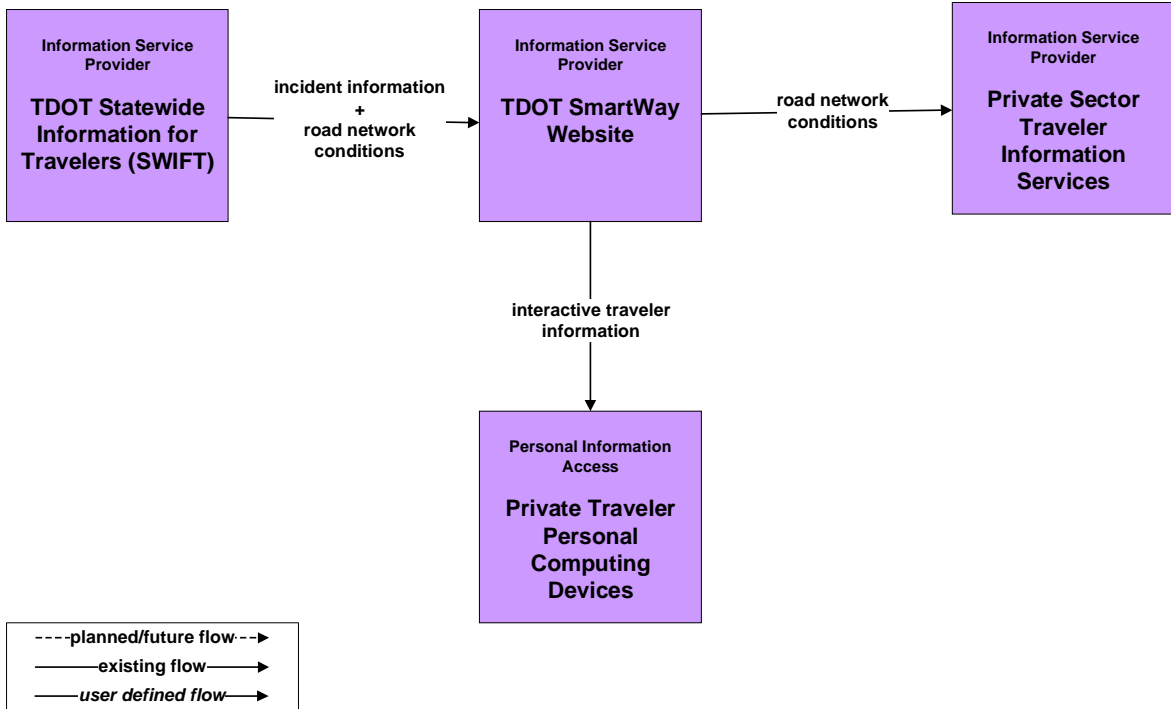 Information Service
Provider
TDOT Statewide
Information for
Travelers (SWIFT)
incident information
+
road network
conditions
Information Service
Provider
TDOT SmartWay
Website
road network
conditions
Information Service
Provider
Private Sector
Traveler
Information
Services
interactive traveler
information
Personal Information
Access
Private Traveler
Personal
Computing
Devices
planned/future flow
existing flow
user defined flow